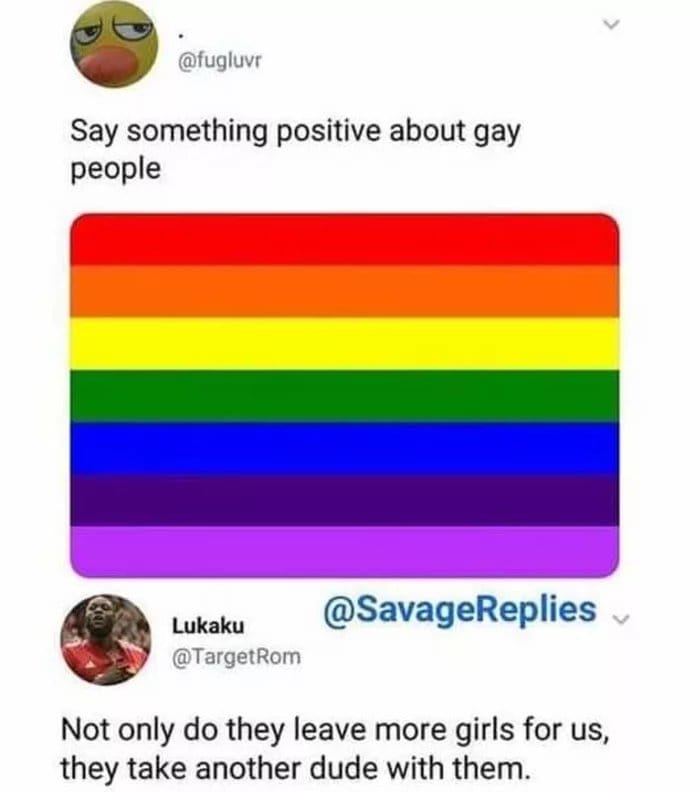 .
@fugluvr
Say something positive about gay
people
@SavageReplies
Lukaku
@TargetRom
Not only do they leave more girls for us,
they take another dude with them.